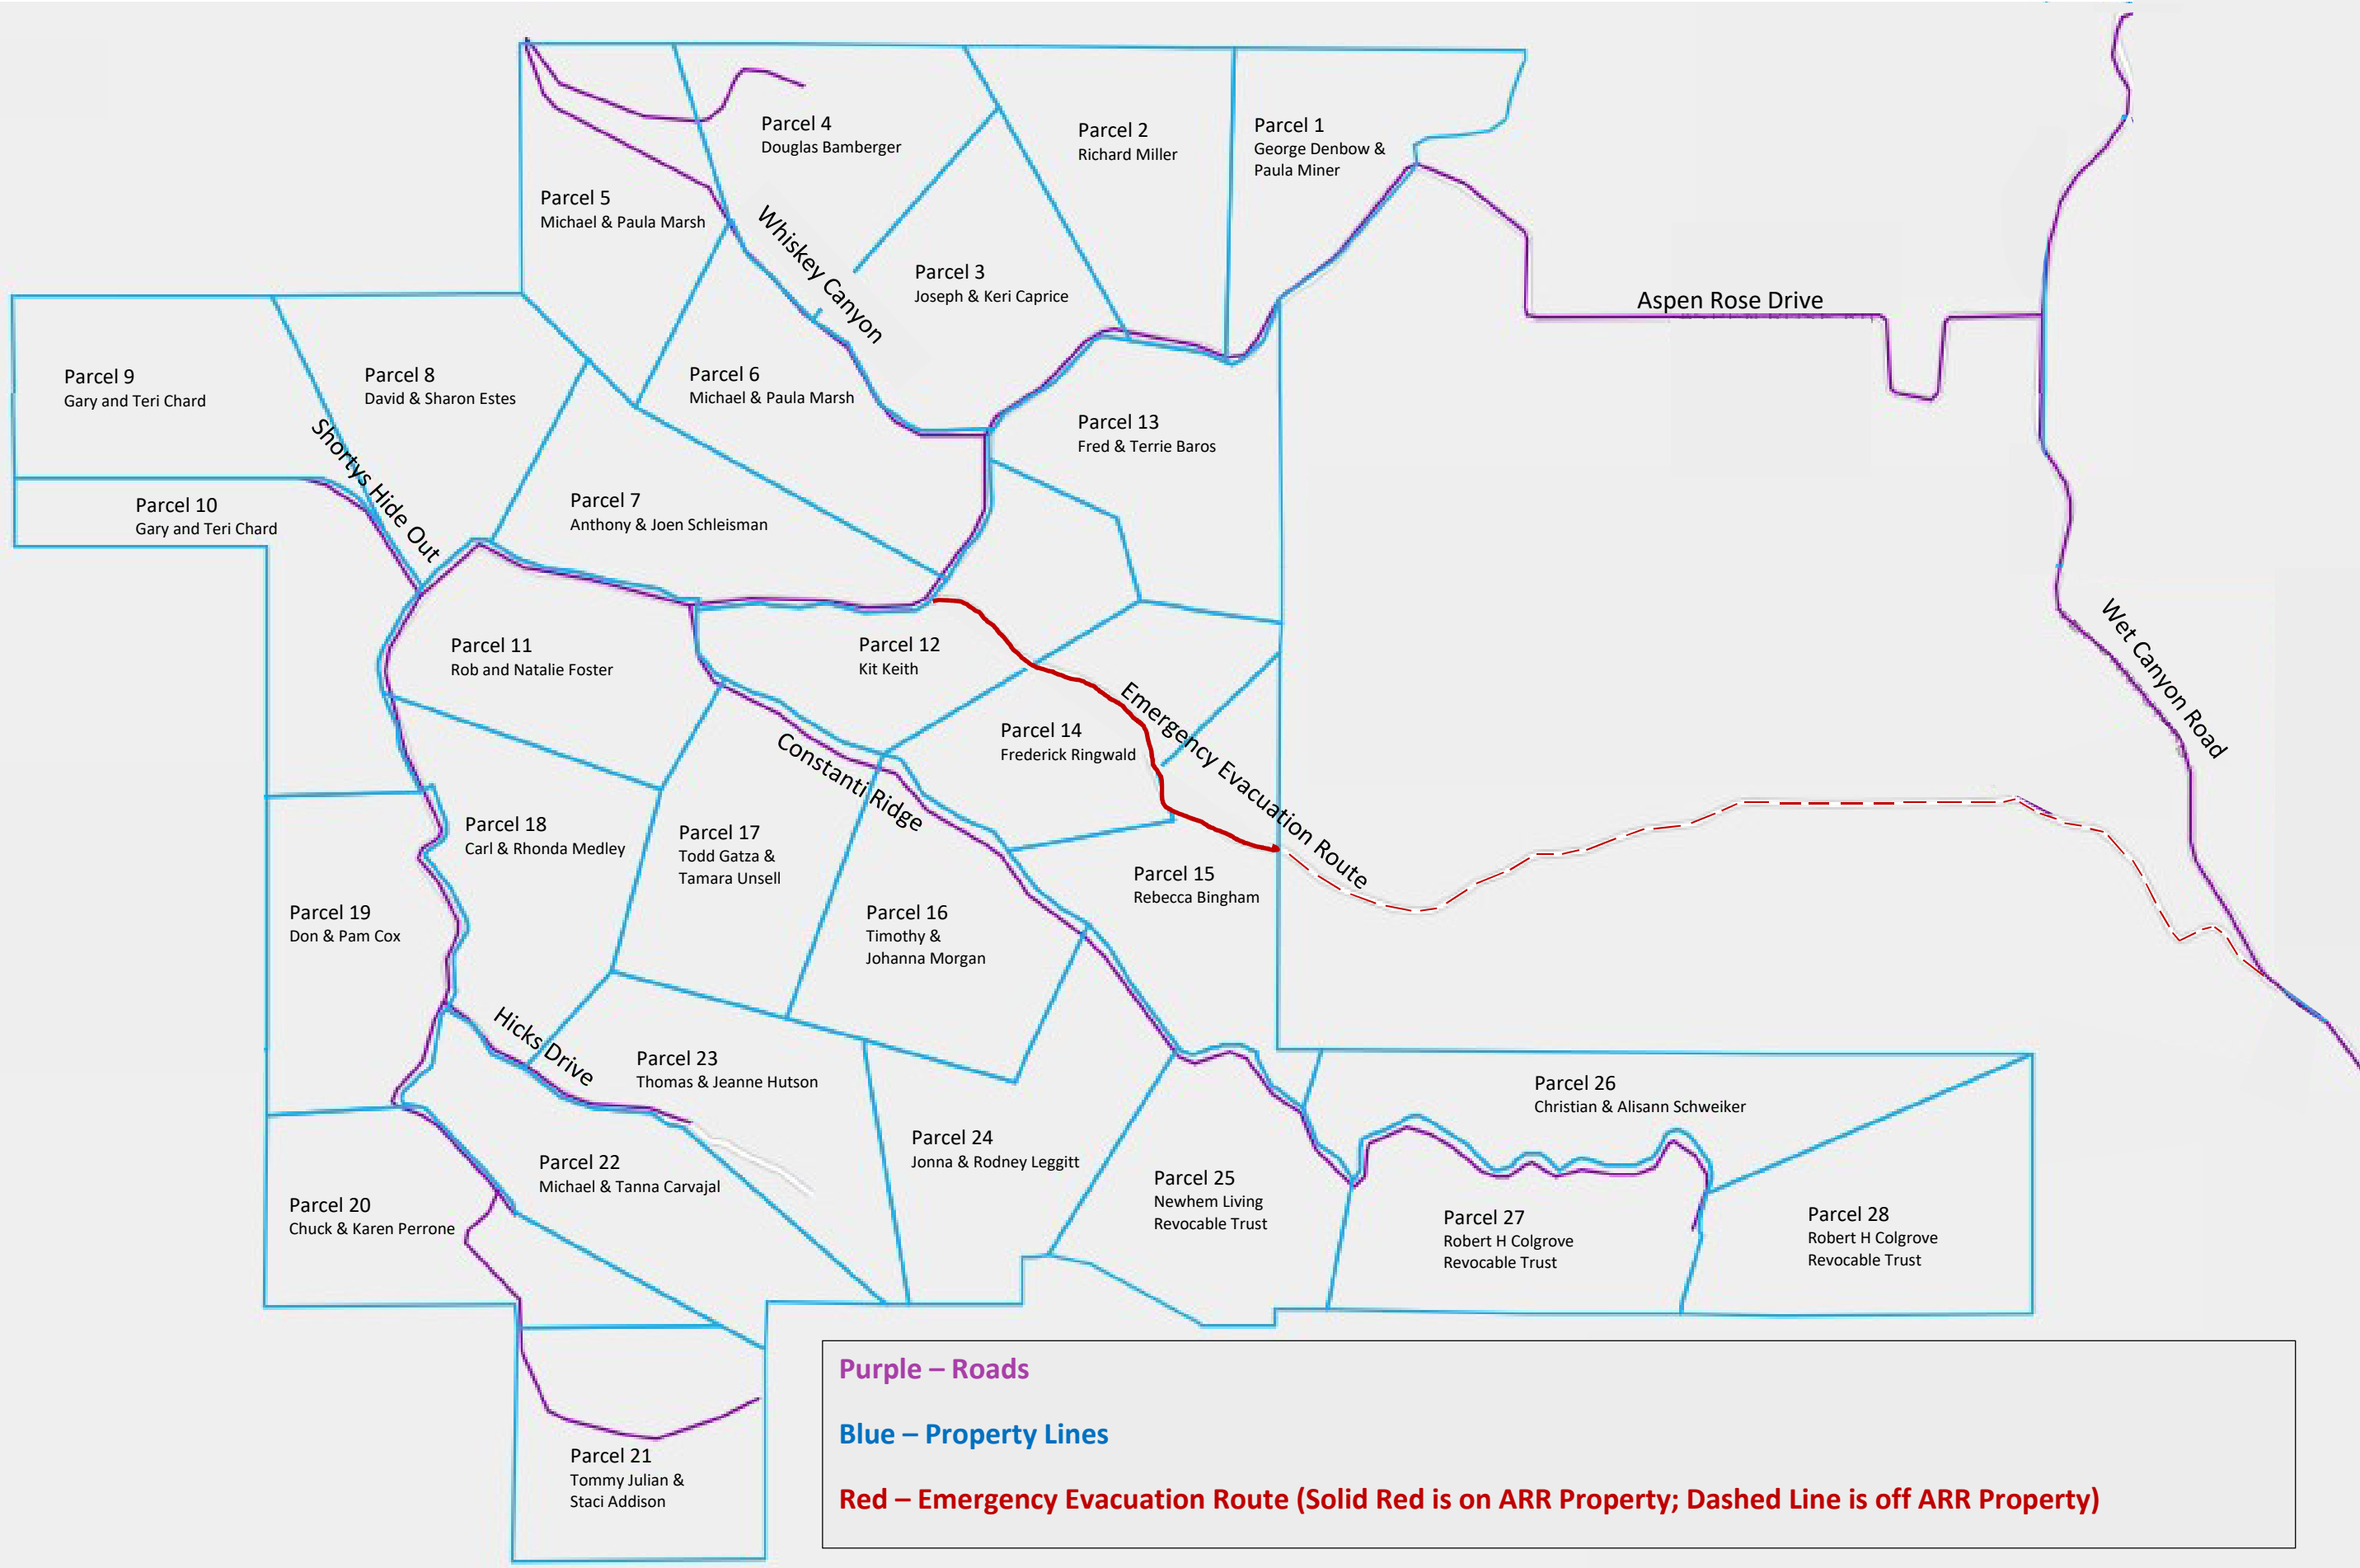 Parcel 1
George Denbow &
Paula Miner
Parcel 2
Richard Miller
Parcel 4
Douglas Bamberger
Parcel 5
Michael & Paula Marsh
Whiskey Canyon
Parcel 3
Joseph & Keri Caprice
Aspen Rose Drive
Parcel 9
Gary and Teri Chard
Parcel 8
David & Sharon Estes
Parcel 6
Michael & Paula Marsh
Parcel 13
Fred & Terrie Baros
Shortys Hide Out
Parcel 10
Gary and Teri Chard
Parcel 7
Anthony & Joen Schleisman
Wet Canyon Road
Parcel 11
Rob and Natalie Foster
Parcel 12
Kit Keith
Emergency Evacuation Route
Parcel 14
Frederick Ringwald
Constanti Ridge
Parcel 18
Carl & Rhonda Medley
Parcel 17
Todd Gatza &
Tamara Unsell
Parcel 15
Rebecca Bingham
Parcel 19
Don & Pam Cox
Parcel 16
Timothy &
Johanna Morgan
Hicks Drive
Parcel 23
Thomas & Jeanne Hutson
Parcel 26
Christian & Alisann Schweiker
Parcel 24
Jonna & Rodney Leggitt
Parcel 22
Michael & Tanna Carvajal
Parcel 25
Newhem Living
Revocable Trust
Parcel 20
Chuck & Karen Perrone
Parcel 27
Robert H Colgrove
Revocable Trust
Parcel 28
Robert H Colgrove
Revocable Trust
Parcel 21
Tommy Julian &
Staci Addison
Purple – Roads
Blue – Property Lines
Red – Emergency Evacuation Route (Solid Red is on ARR Property; Dashed Line is off ARR Property)